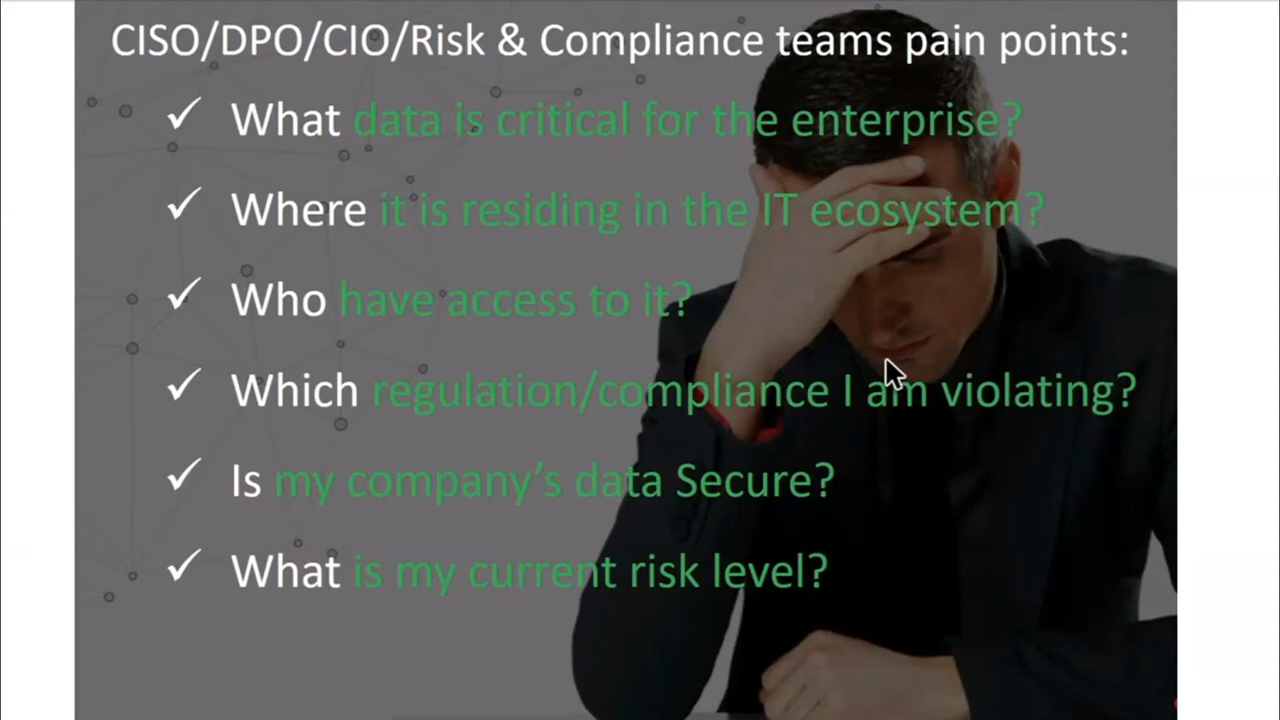 CISO/DPO/CIO/Risk & Compliance teams pain points:
✓ What data is critical for the enterprise?
✓ Where it is residing in the IT ecosystem?
✓ Who have access to it?
✓ Which regulation/compliance I am violating?
✓ Is my company’s data Secure?
✓ What is my current risk level?